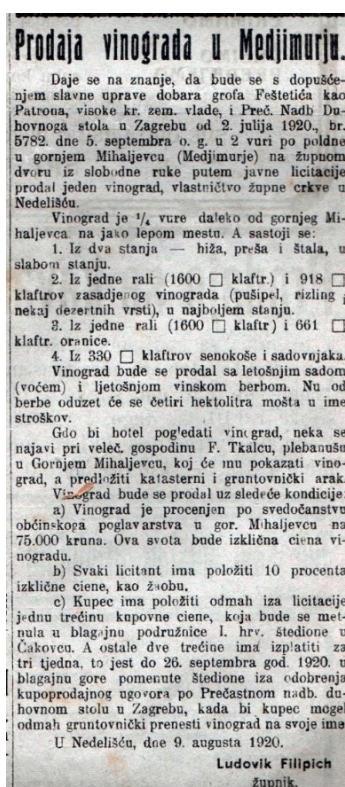 Prodaja vinograda u Medjimurju.
Daje se na znanje, da bude se s dopušće-
njem slavne uprave dobara grofa Feštetića kao
Patrona, visoke kr. zem. vlade, i Preč. Nadb Du-
hovnoga stola u Zagrebu od 2. julija 1920., br.
5782. dne 5. septembra o. g. u 2 vuri po poldne
u gornjem Mihaljevcu (Medjimurje) na župnom
dvoru iz slobodne ruke putem javne licitacije
prodal jeden vinograd, vlastničtvo župne crkve u
Nedelišću.
Vinograd je ¼ vure daleko od gornjeg Mi-
haljevca na jako lepom mestu. A sastoji se:
1. Iz dva stanja — hiža, preša i štala, u
slabom stanju.
2. Iz jedne rali (1600 □ klaftr.) i 918 □
klaftrov zasadjenog vinograda (pušipel, rizling
nekaj dezertnih vrsti), u najboljem stanju.
3. Iz jedne rali (1600 □ klaftr) i 661 □
klaftr. oranice.
4. Iz 330 □ klaftrov senokoše i sadovnjaka.
Vinograd bude se prodal sa letošnjim sadom
(voćem) i ljetošnjom vinskom berbom. Nu od
berbe oduzet će se četiri hektolitra mošta u ime
stroškov.
Gdo bi hotel pogledati vinograd, neka se
najavi pri veleč. gospodinu F. Tkalcu, plebanušu
u Gornjem Mihaljevcu, koj će mu pokazati vino-
grad, a predložiti katasterni i gruntovnički arak.
Vinograd bude se prodal uz sledeće kondicije:
a) Vinograd je procenjen po svedočanstvu
občinskoga poglavarstva u gor. Mihaljevcu na
75.000 kruna. Ova svota bude izklična ciena vi-
nogradu.
b) Svaki licitant ima položiti 10 procenta
izklične ciene, kao žaobu.
c) Kupec ima položiti odmah iza licitacije
jednu trećinu kupovne ciene, koja bude se met-
nula u blagajnu podružnice I. hrv. štedione u
Čakovcu. A ostale dve trećine ima izplatiti za
tri tjedna, to jest do 26. septembra god. 1920. u
blagajnu gore pomenute štedione iza odobrenja
kupoprodajnog ugovora po Prečastnom nadb. du-
hovnom stolu u Zagrebu, kada bi kupec mogel
odmah gruntovnički prenesti vinograd na svoje ime
U Nedelišću, dne 9. augusta 1920.
Ludovik Filipich
župnik.